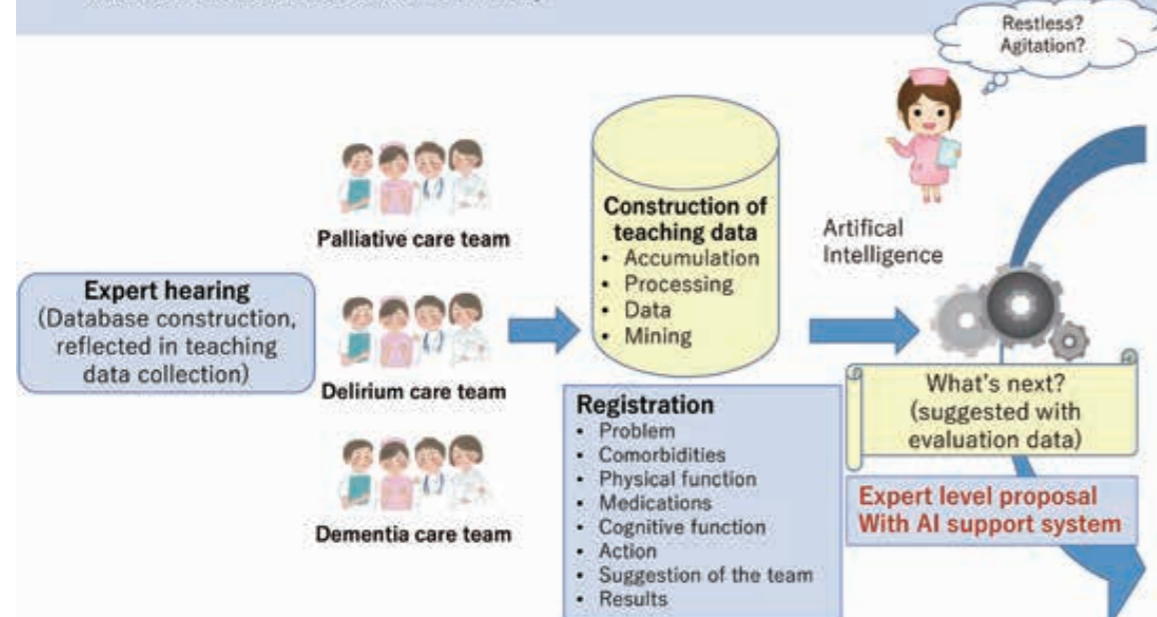 Restless?
Agitation?
Palliative care team
Expert hearing
(Database construction,
reflected in teaching
data collection)
Delirium care team
Dementia care team
Construction of
teaching data
• Accumulation
• Processing
• Data
• Mining
Registration
• Problem
• Comorbidities
• Physical function
• Medications
• Cognitive function
• Action
• Suggestion of the team
• Results
Artifical
Intelligence
What's next?
(suggested with
evaluation data)
Expert level proposal
With AI support system